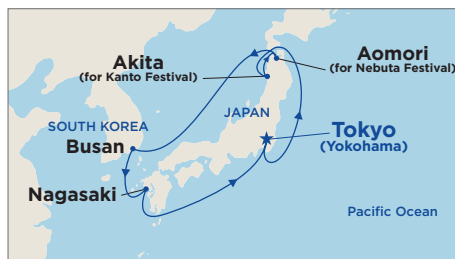 Akita
(for Kanto Festival)
Aomori
(for Nebuta Festival)
JAPAN
SOUTH KOREA
Busan
Tokyo
(Yokohama)
Nagasaki
Pacific Ocean